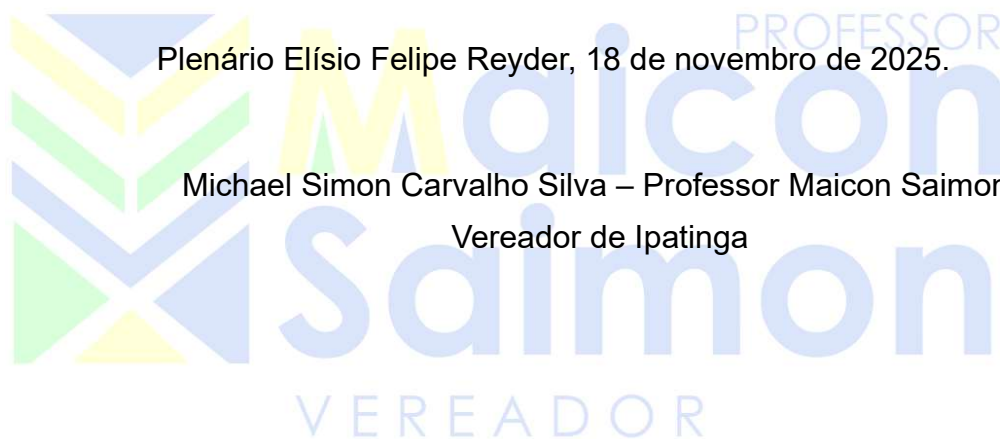 PROFESSOR
Plenário Elísio Felipe Reyder, 18 de novembro de 2025.
Maicon
Michael Simon Carvalho Silva – Professor Maicon Saimon
Vereador de Ipatinga
Saimon
VEREADOR